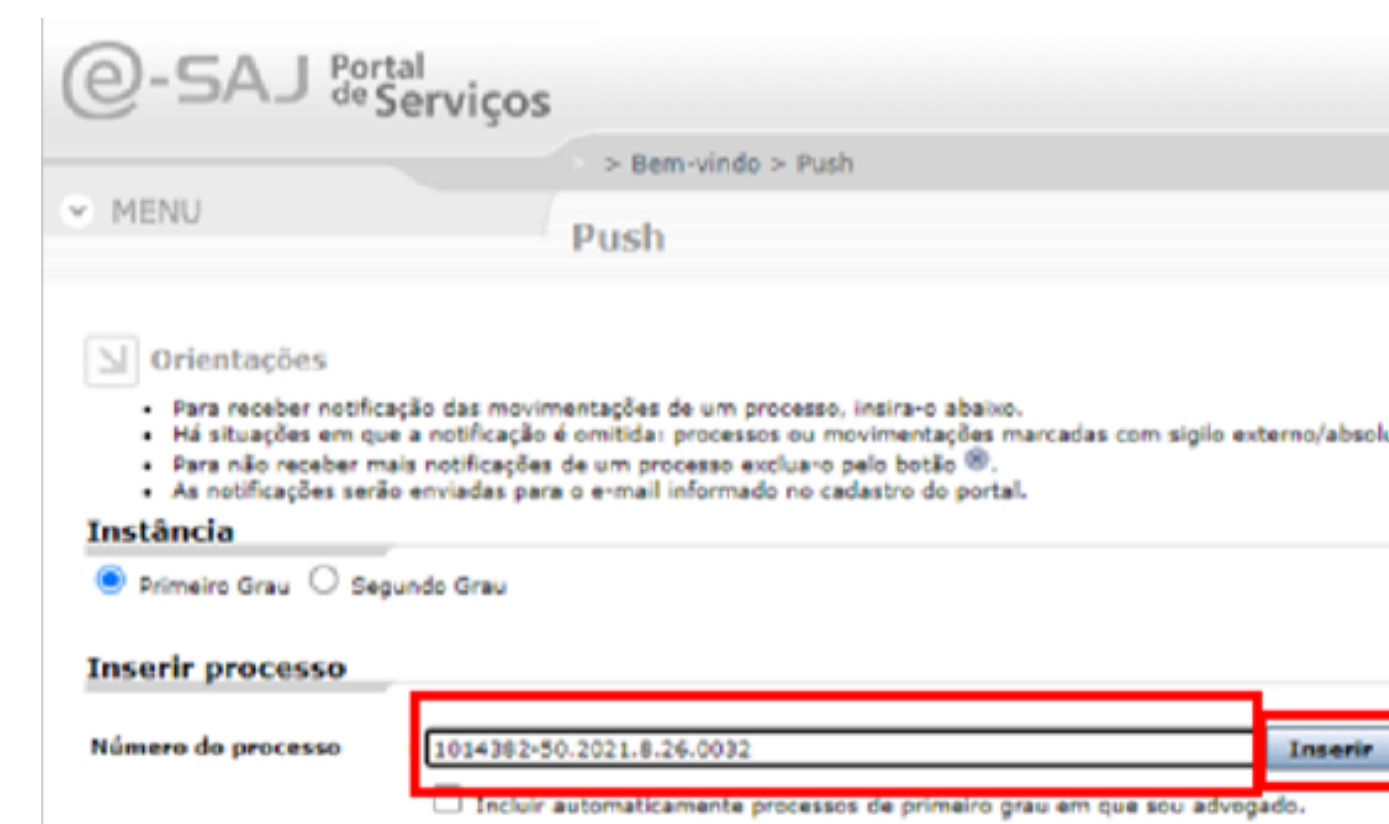 e-SAJ Portal de Serviços
> Bem-vindo > Push
MENU
Push
Orientações
• Para receber notificação das movimentações de um processo, insira-o abaixo.
• Há situações em que a notificação é omitida: processos ou movimentações marcadas com sigilo externo/absolu
• Para não receber mais notificações de um processo exclua-o pelo botão .
• As notificações serão enviadas para o e-mail informado no cadastro do portal.
Instância
Primeiro Grau Segundo Grau
Inserir processo
Número do processo 1014382-50.2021.8.26.0032 Inserir
Incluir automaticamente processos de primeiro grau em que sou advogado.